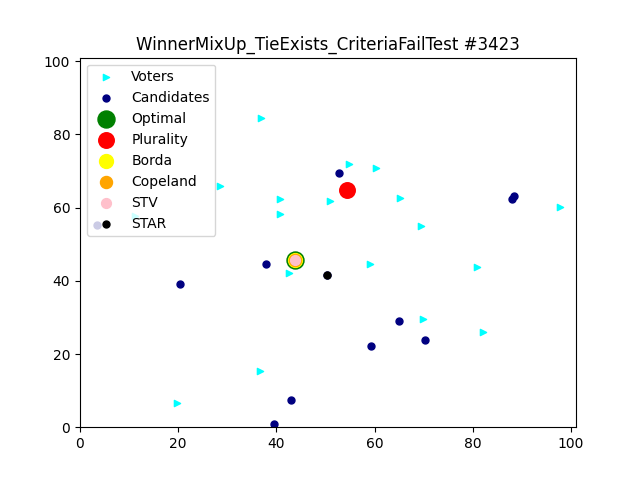 WinnerMixUp_TieExists_CriteriaFailTest #3423
100
80
60
40
20
0
0
20
40
60
80
100
Voters
Candidates
Optimal
Plurality
Borda
Copeland
STV
STAR